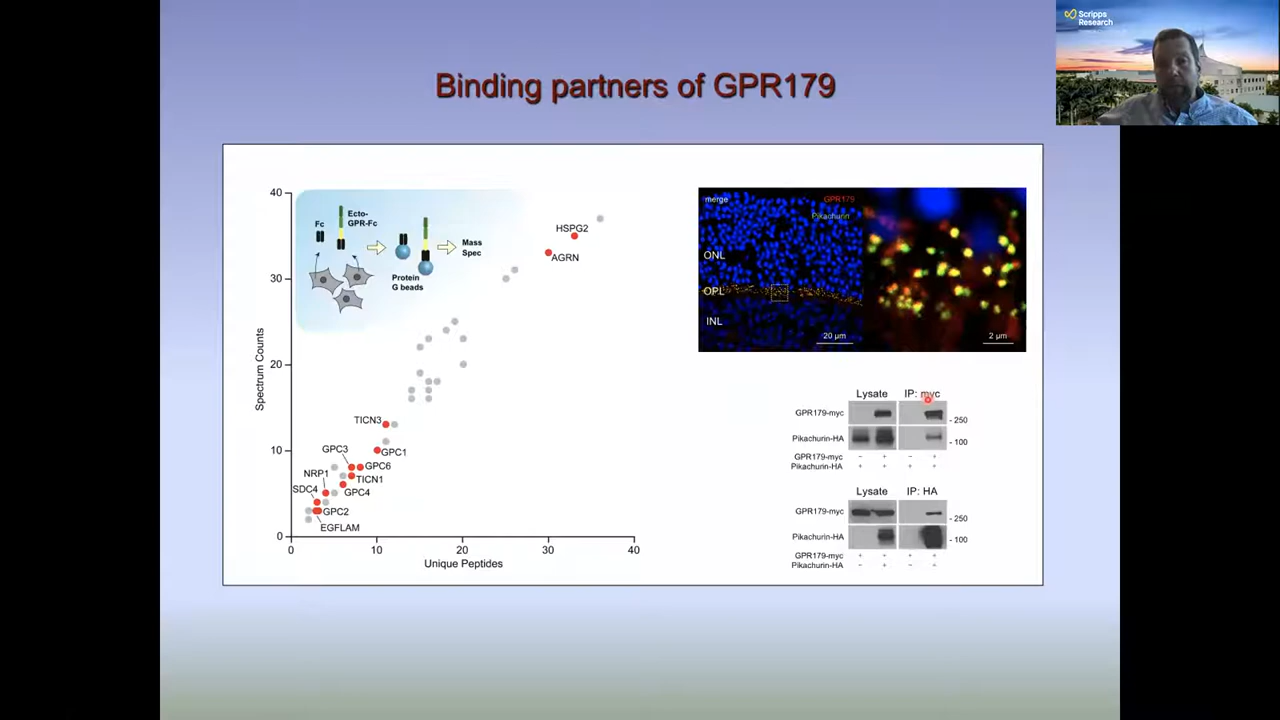 Scripps
Research
Binding partners of GPR179
40
30
20
10
0
Spectrum Counts
0
10
20
30
40
Unique Peptides
Fc
Ecto-
GPR-Fc
Mass
Spec
Protein
G beads
HSPG2
AGRN
TICN3
GPC3
GPC1
GPC6
NRP1
TICN1
SDC4
GPC4
GPC2
EGFLAM
merge
GPR179
Pikachurin
ONL
OPL
INL
20 µm
2 µm
Lysate IP: myc
GPR179-myc - 250
Pikachurin-HA - 100
GPR179-myc − + − +
Pikachurin-HA + + + +
Lysate IP: HA
GPR179-myc - 250
Pikachurin-HA - 100
GPR179-myc + + + +
Pikachurin-HA − + − +